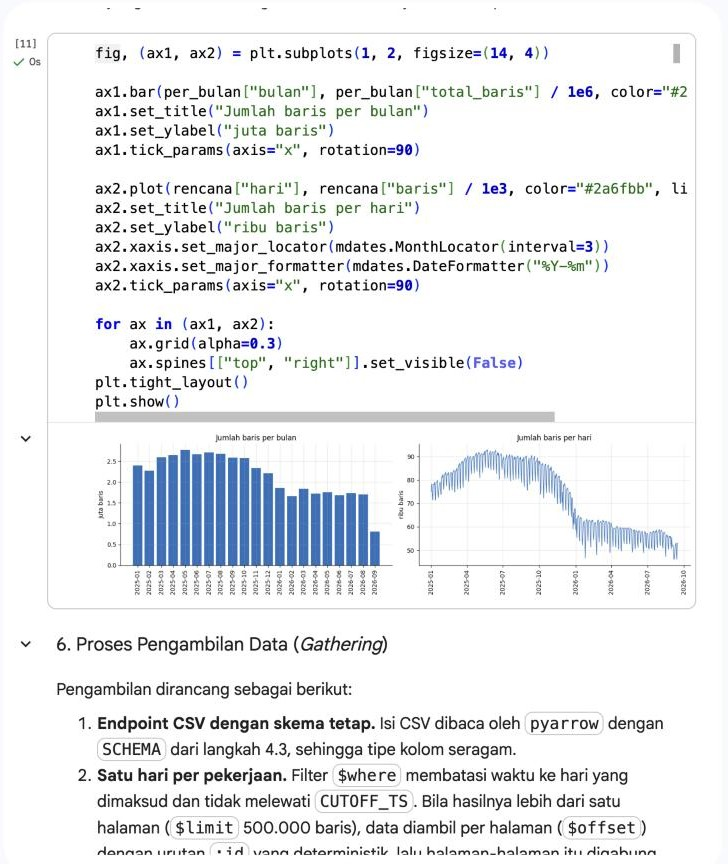 [11]
0s
fig, (ax1, ax2) = plt.subplots(1, 2, figsize=(14, 4))
ax1.bar(per_bulan["bulan"], per_bulan["total_baris"] / 1e6, color="#2
ax1.set_title("Jumlah baris per bulan")
ax1.set_ylabel("juta baris")
ax1.tick_params(axis="x", rotation=90)
ax2.plot(rencana["hari"], rencana["baris"] / 1e3, color="#2a6fbb", li
ax2.set_title("Jumlah baris per hari")
ax2.set_ylabel("ribu baris")
ax2.xaxis.set_major_locator(mdates.MonthLocator(interval=3))
ax2.xaxis.set_major_formatter(mdates.DateFormatter("%Y-%m"))
ax2.tick_params(axis="x", rotation=90)
for ax in (ax1, ax2):
    ax.grid(alpha=0.3)
    ax.spines[["top", "right"]].set_visible(False)
plt.tight_layout()
plt.show()
Jumlah baris per bulan
juta baris
2.5
2.0
1.5
1.0
0.5
0.0
2025-01
2025-02
2025-03
2025-04
2025-05
2025-06
2025-07
2025-08
2025-09
2025-10
2025-11
2025-12
2026-01
2026-02
2026-03
2026-04
2026-05
2026-06
2026-07
2026-08
2026-09
Jumlah baris per hari
ribu baris
90
80
70
60
50
2025-01
2025-04
2025-07
2025-10
2026-01
2026-04
2026-07
2026-10
6. Proses Pengambilan Data (Gathering)
Pengambilan dirancang sebagai berikut:
1. Endpoint CSV dengan skema tetap. Isi CSV dibaca oleh pyarrow dengan
SCHEMA dari langkah 4.3, sehingga tipe kolom seragam.
2. Satu hari per pekerjaan. Filter $where membatasi waktu ke hari yang
dimaksud dan tidak melewati CUTOFF_TS. Bila hasilnya lebih dari satu
halaman ($limit 500.000 baris), data diambil per halaman ($offset)
dengan urutan :id yang deterministik, lalu halaman-halaman itu digabung